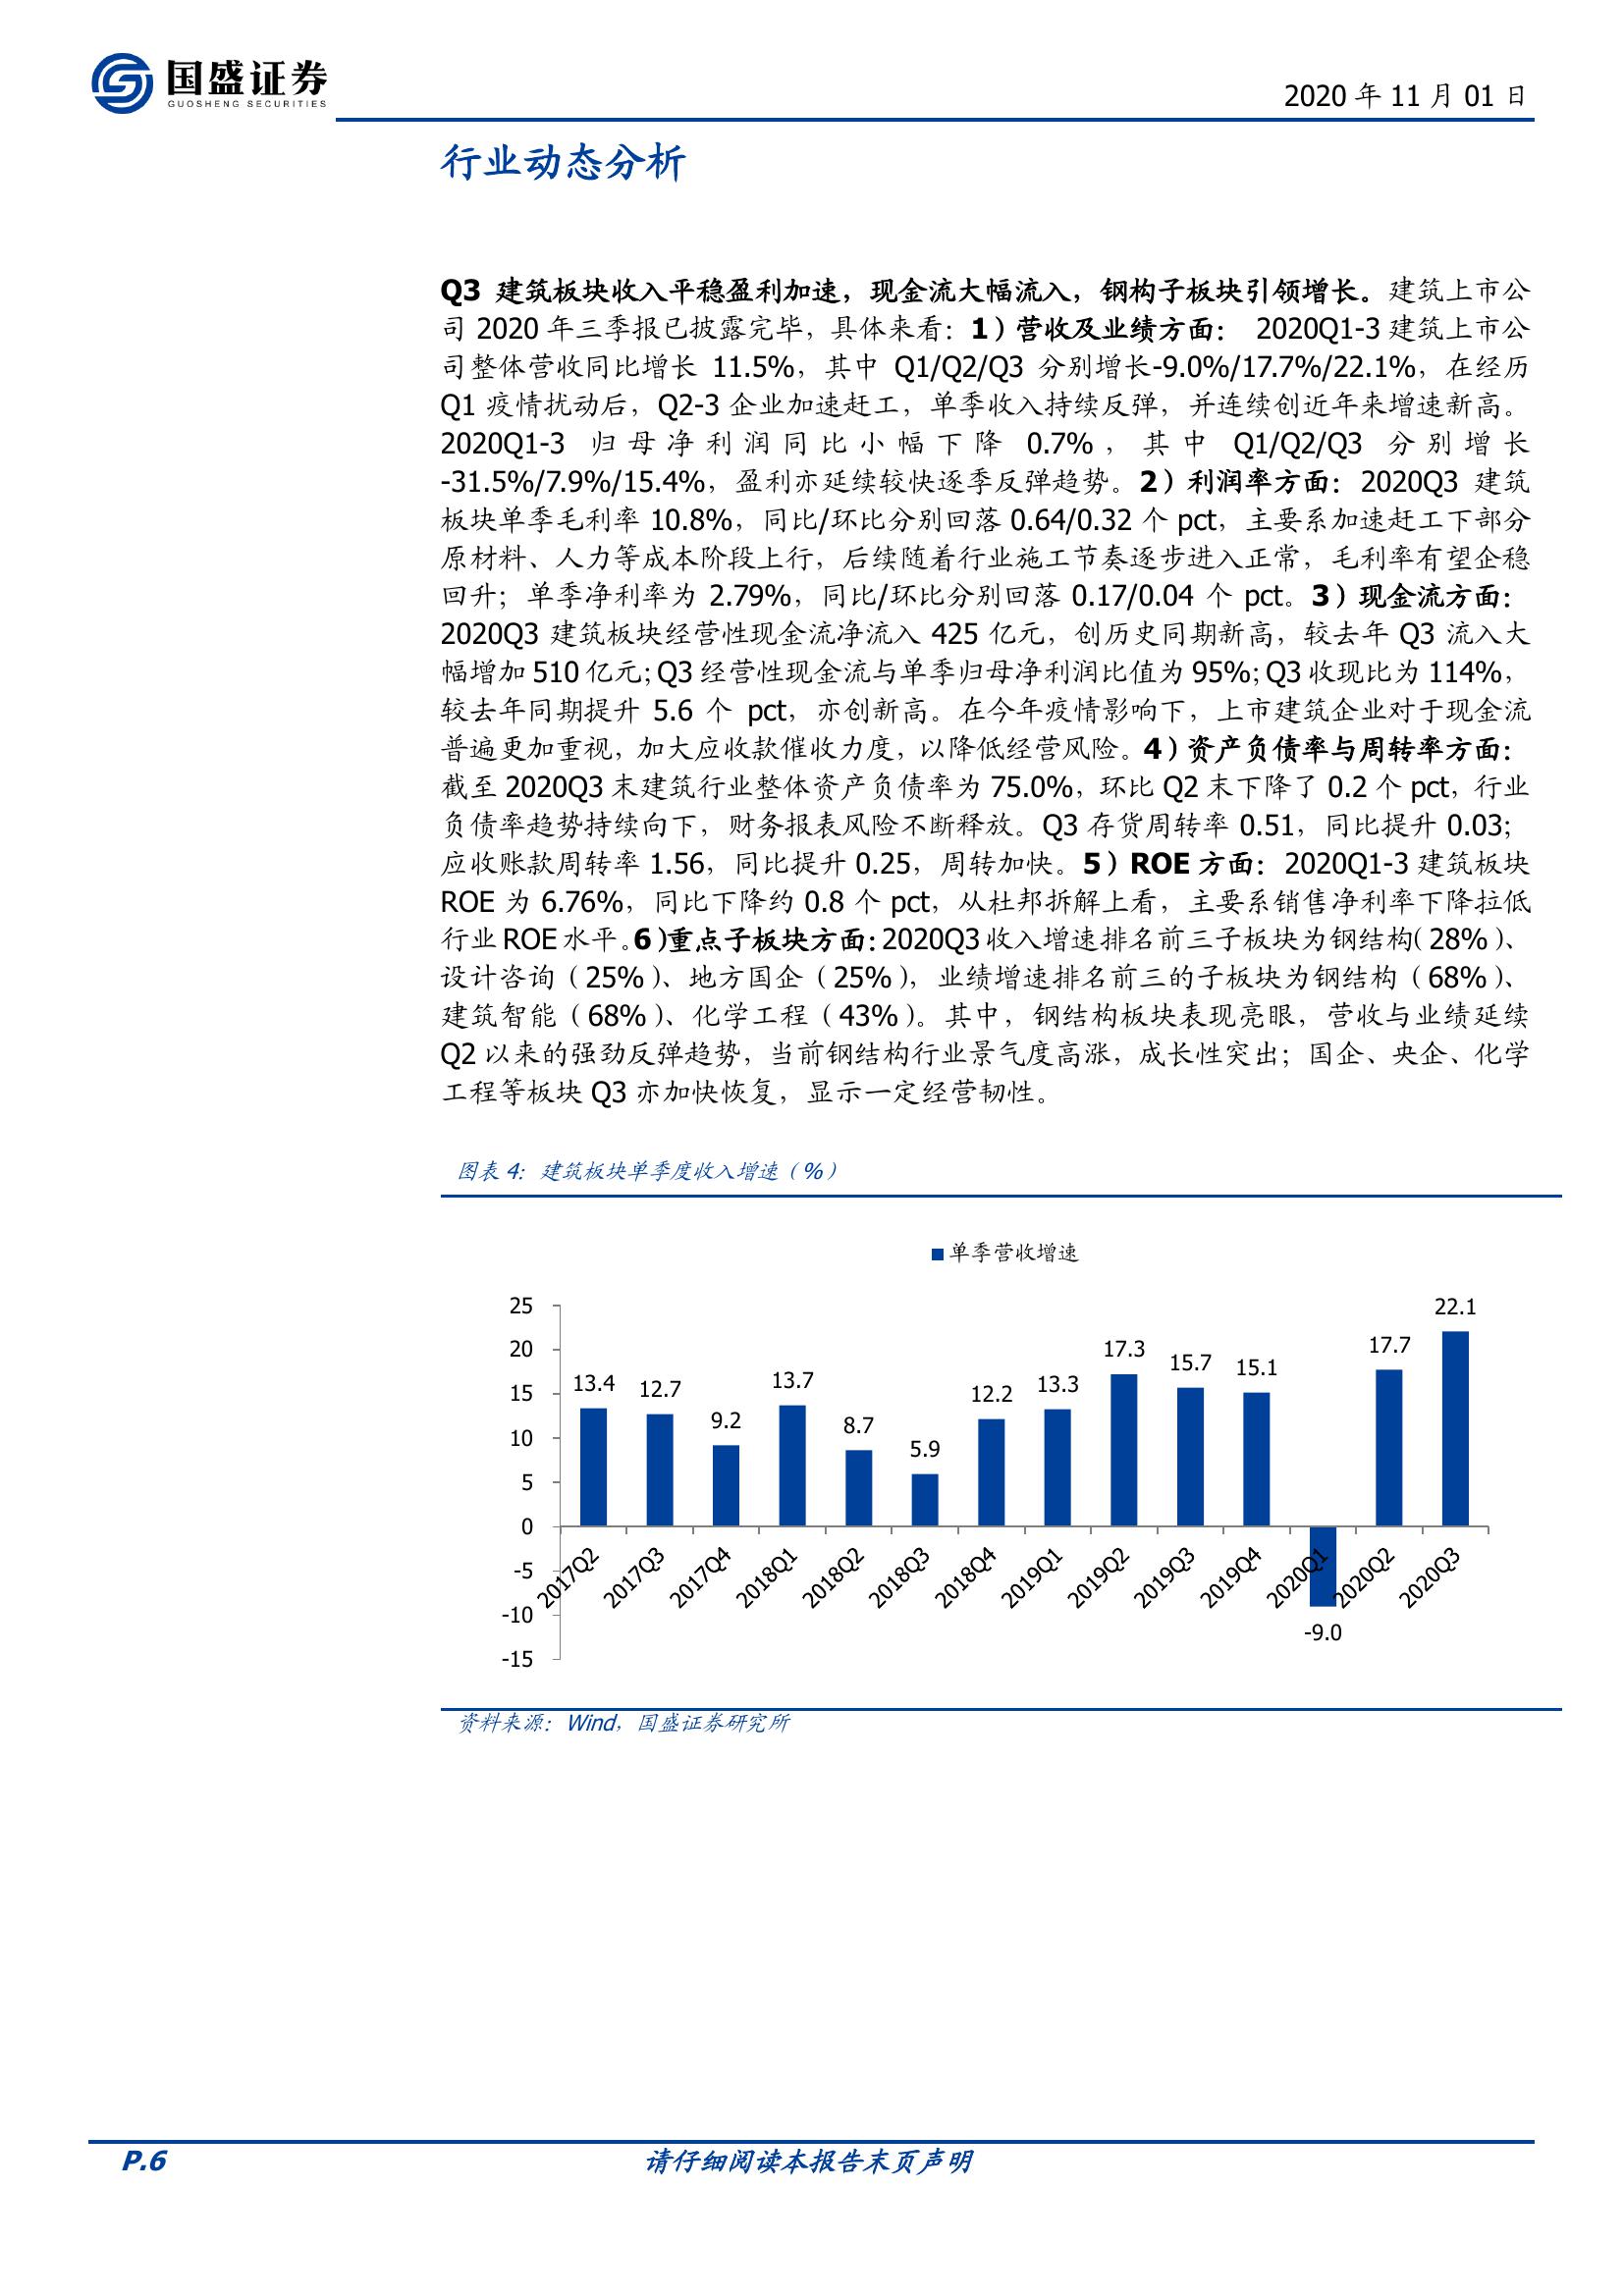 国盛证券
GUOSHENG SECURITIES
2020 年 11 月 01 日
行业动态分析
Q3 建筑板块收入平稳盈利加速，现金流大幅流入，钢构子板块引领增长。建筑上市公
司 2020 年三季报已披露完毕，具体来看：1）营收及业绩方面： 2020Q1-3 建筑上市公
司整体营收同比增长 11.5%，其中 Q1/Q2/Q3 分别增长-9.0%/17.7%/22.1%，在经历
Q1 疫情扰动后，Q2-3 企业加速赶工，单季收入持续反弹，并连续创近年来增速新高。
2020Q1-3 归母净利润同比小幅下降 0.7%，其中 Q1/Q2/Q3 分别增长
-31.5%/7.9%/15.4%，盈利亦延续较快逐季反弹趋势。2）利润率方面：2020Q3 建筑
板块单季毛利率 10.8%，同比/环比分别回落 0.64/0.32 个 pct，主要系加速赶工下部分
原材料、人力等成本阶段上行，后续随着行业施工节奏逐步进入正常，毛利率有望企稳
回升；单季净利率为 2.79%，同比/环比分别回落 0.17/0.04 个 pct。3）现金流方面：
2020Q3 建筑板块经营性现金流净流入 425 亿元，创历史同期新高，较去年 Q3 流入大
幅增加 510 亿元；Q3 经营性现金流与单季归母净利润比值为 95%；Q3 收现比为 114%，
较去年同期提升 5.6 个 pct，亦创新高。在今年疫情影响下，上市建筑企业对于现金流
普遍更加重视，加大应收款催收力度，以降低经营风险。4）资产负债率与周转率方面：
截至 2020Q3 末建筑行业整体资产负债率为 75.0%，环比 Q2 末下降了 0.2 个 pct，行业
负债率趋势持续向下，财务报表风险不断释放。Q3 存货周转率 0.51，同比提升 0.03；
应收账款周转率 1.56，同比提升 0.25，周转加快。5）ROE 方面：2020Q1-3 建筑板块
ROE 为 6.76%，同比下降约 0.8 个 pct，从杜邦拆解上看，主要系销售净利率下降拉低
行业 ROE 水平。6）重点子板块方面：2020Q3 收入增速排名前三子板块为钢结构（28%）、
设计咨询（25%）、地方国企（25%），业绩增速排名前三的子板块为钢结构（68%）、
建筑智能（68%）、化学工程（43%）。其中，钢结构板块表现亮眼，营收与业绩延续
Q2 以来的强劲反弹趋势，当前钢结构行业景气度高涨，成长性突出；国企、央企、化学
工程等板块 Q3 亦加快恢复，显示一定经营韧性。
图表 4：建筑板块单季度收入增速（%）
单季营收增速
25
20
15
10
5
0
-5
-10
-15
13.4
12.7
9.2
13.7
8.7
5.9
12.2
13.3
17.3
15.7
15.1
-9.0
17.7
22.1
2017Q2
2017Q3
2017Q4
2018Q1
2018Q2
2018Q3
2018Q4
2019Q1
2019Q2
2019Q3
2019Q4
2020Q1
2020Q2
2020Q3
资料来源：Wind，国盛证券研究所
P.6
请仔细阅读本报告末页声明